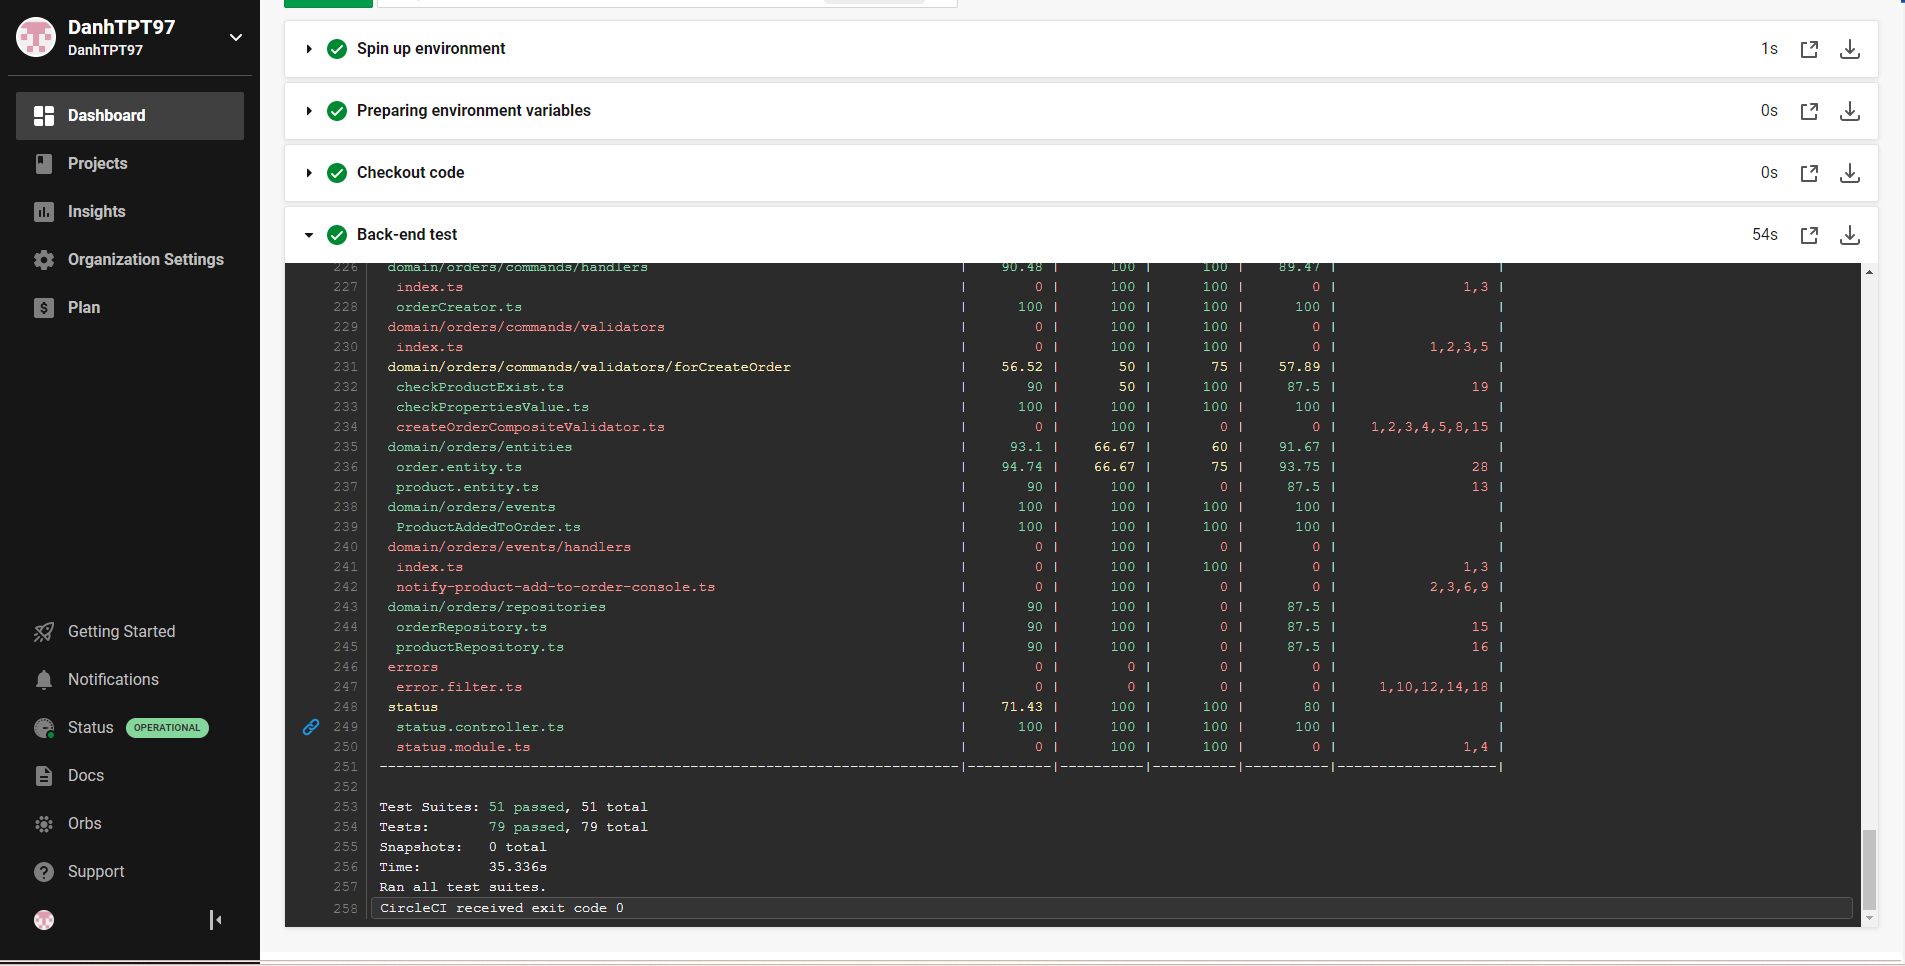 DanhTPT97
DanhTPT97
Dashboard
Projects
Insights
Organization Settings
Plan
Getting Started
Notifications
Status OPERATIONAL
Docs
Orbs
Support
Spin up environment 1s
Preparing environment variables 0s
Checkout code 0s
Back-end test 54s
226 domain/orders/commands/handlers | 90.48 | 100 | 100 | 89.47 | |
227 index.ts | 0 | 100 | 100 | 0 | 1,3 |
228 orderCreator.ts | 100 | 100 | 100 | 100 | |
229 domain/orders/commands/validators | 0 | 100 | 100 | 0 | |
230 index.ts | 0 | 100 | 100 | 0 | 1,2,3,5 |
231 domain/orders/commands/validators/forCreateOrder | 56.52 | 50 | 75 | 57.89 | |
232 checkProductExist.ts | 90 | 50 | 100 | 87.5 | 19 |
233 checkPropertiesValue.ts | 100 | 100 | 100 | 100 | |
234 createOrderCompositeValidator.ts | 0 | 100 | 0 | 0 | 1,2,3,4,5,8,15 |
235 domain/orders/entities | 93.1 | 66.67 | 60 | 91.67 | |
236 order.entity.ts | 94.74 | 66.67 | 75 | 93.75 | 28 |
237 product.entity.ts | 90 | 100 | 0 | 87.5 | 13 |
238 domain/orders/events | 100 | 100 | 100 | 100 | |
239 ProductAddedToOrder.ts | 100 | 100 | 100 | 100 | |
240 domain/orders/events/handlers | 0 | 100 | 0 | 0 | |
241 index.ts | 0 | 100 | 100 | 0 | 1,3 |
242 notify-product-add-to-order-console.ts | 0 | 100 | 0 | 0 | 2,3,6,9 |
243 domain/orders/repositories | 90 | 100 | 0 | 87.5 | |
244 orderRepository.ts | 90 | 100 | 0 | 87.5 | 15 |
245 productRepository.ts | 90 | 100 | 0 | 87.5 | 16 |
246 errors | 0 | 0 | 0 | 0 | |
247 error.filter.ts | 0 | 0 | 0 | 0 | 1,10,12,14,18 |
248 status | 71.43 | 100 | 100 | 80 | |
249 status.controller.ts | 100 | 100 | 100 | 100 | |
250 status.module.ts | 0 | 100 | 100 | 0 | 1,4 |
251 ---------------------------------------------------------------------|----------|----------|----------|----------|-------------------|
252
253 Test Suites: 51 passed, 51 total
254 Tests: 79 passed, 79 total
255 Snapshots: 0 total
256 Time: 35.336s
257 Ran all test suites.
258 CircleCI received exit code 0